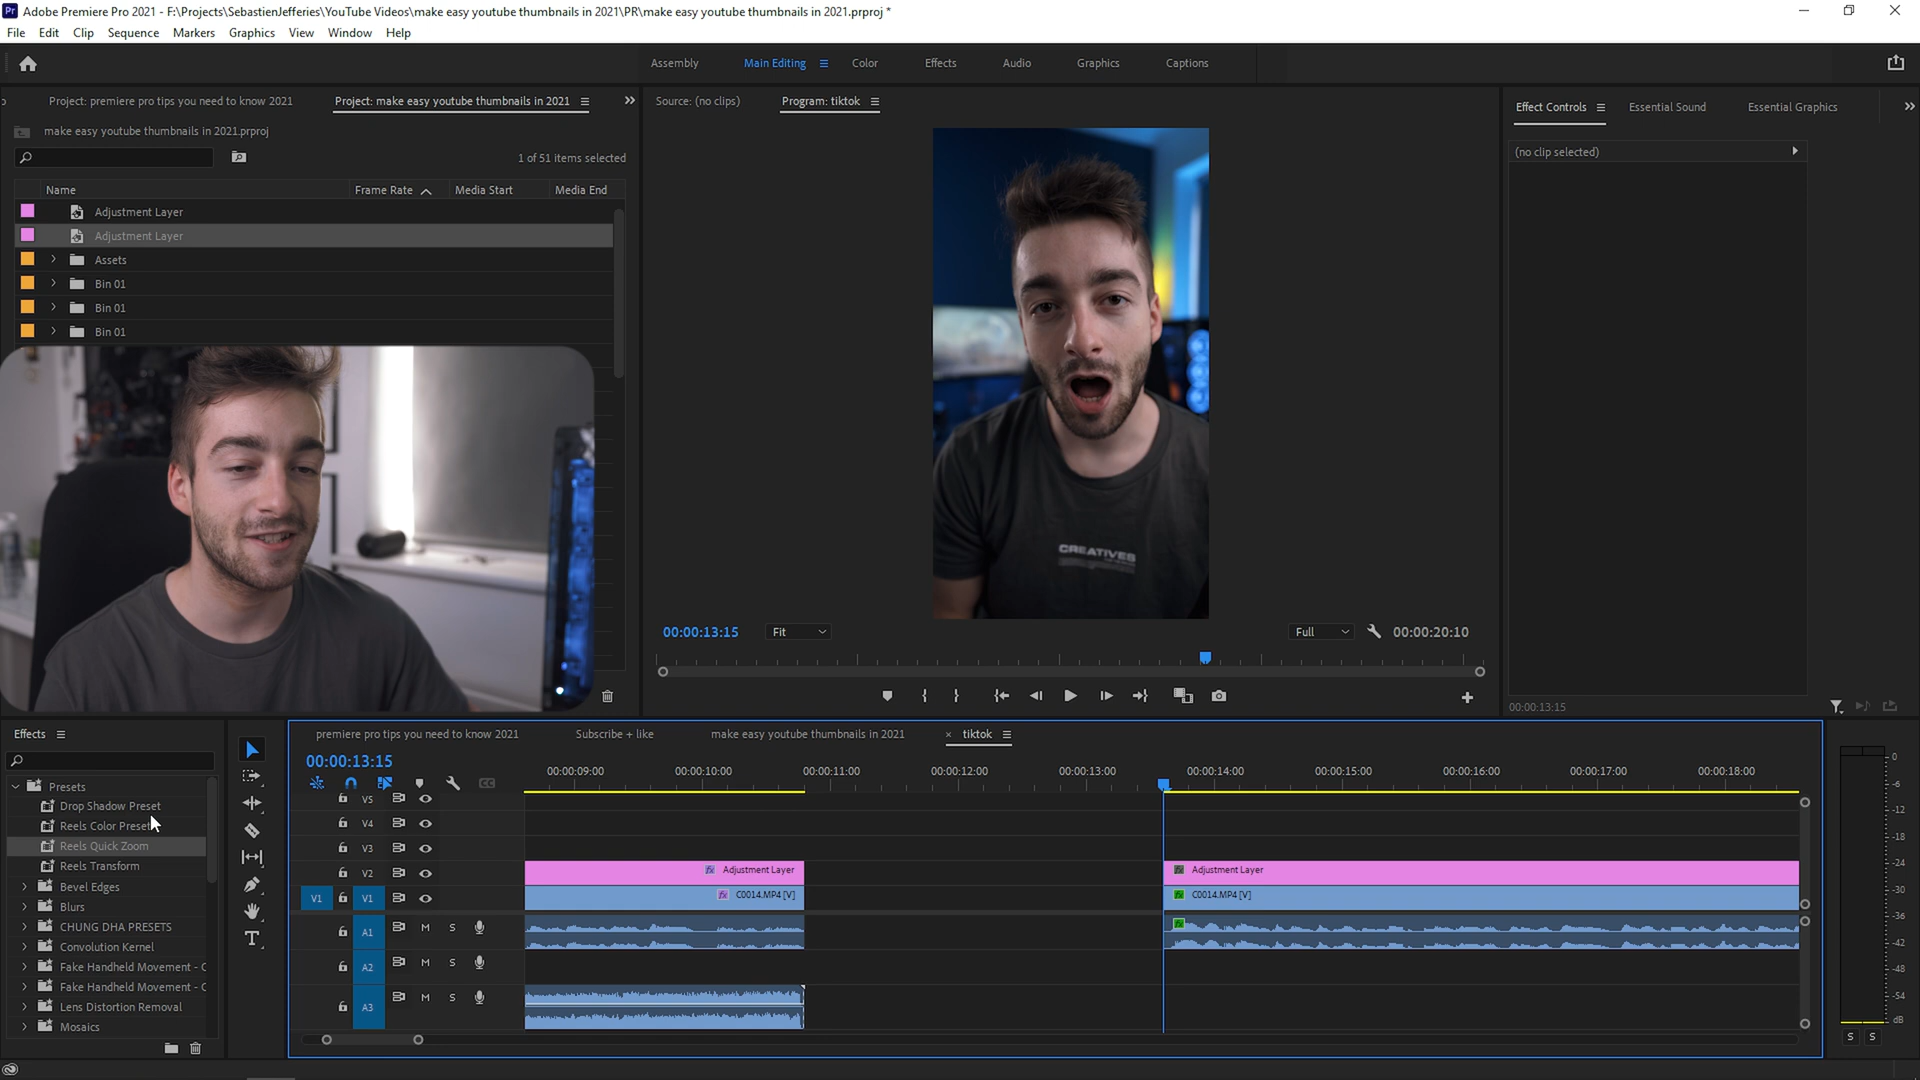 Pr Adobe Premiere Pro 2021 - F:\Projects\SebastienJefferies\YouTube Videos\make easy youtube thumbnails in 2021\PR\make easy youtube thumbnails in 2021.prproj *
File Edit Clip Sequence Markers Graphics View Window Help
Assembly Main Editing Color Effects Audio Graphics Captions
Project: premiere pro tips you need to know 2021 Project: make easy youtube thumbnails in 2021
Source: (no clips) Program: tiktok
Effect Controls Essential Sound Essential Graphics
make easy youtube thumbnails in 2021.prproj
1 of 51 items selected
(no clip selected)
Name Frame Rate Media Start Media End
Adjustment Layer
Adjustment Layer
Assets
Bin 01
Bin 01
Bin 01
CREATIVES
00:00:13:15 Fit Full 00:00:20:10
00:00:13:15
Effects
premiere pro tips you need to know 2021 Subscribe + like make easy youtube thumbnails in 2021 × tiktok
00:00:13:15
00:00:09:00 00:00:10:00 00:00:11:00 00:00:12:00 00:00:13:00 00:00:14:00 00:00:15:00 00:00:16:00 00:00:17:00 00:00:18:00
Presets
Drop Shadow Preset
Reels Color Preset
Reels Quick Zoom
Reels Transform
Bevel Edges
Blurs
CHUNG DHA PRESETS
Convolution Kernel
Fake Handheld Movement - C
Fake Handheld Movement - C
Lens Distortion Removal
Mosaics
V5
V4
V3
V2 fx Adjustment Layer fx Adjustment Layer
V1 V1 fx C0014.MP4 [V] fx C0014.MP4 [V]
A1 M S fx
A2 M S
A3 M S
0
-6
-12
-18
-24
-30
-36
-42
-48
-54
dB
S S